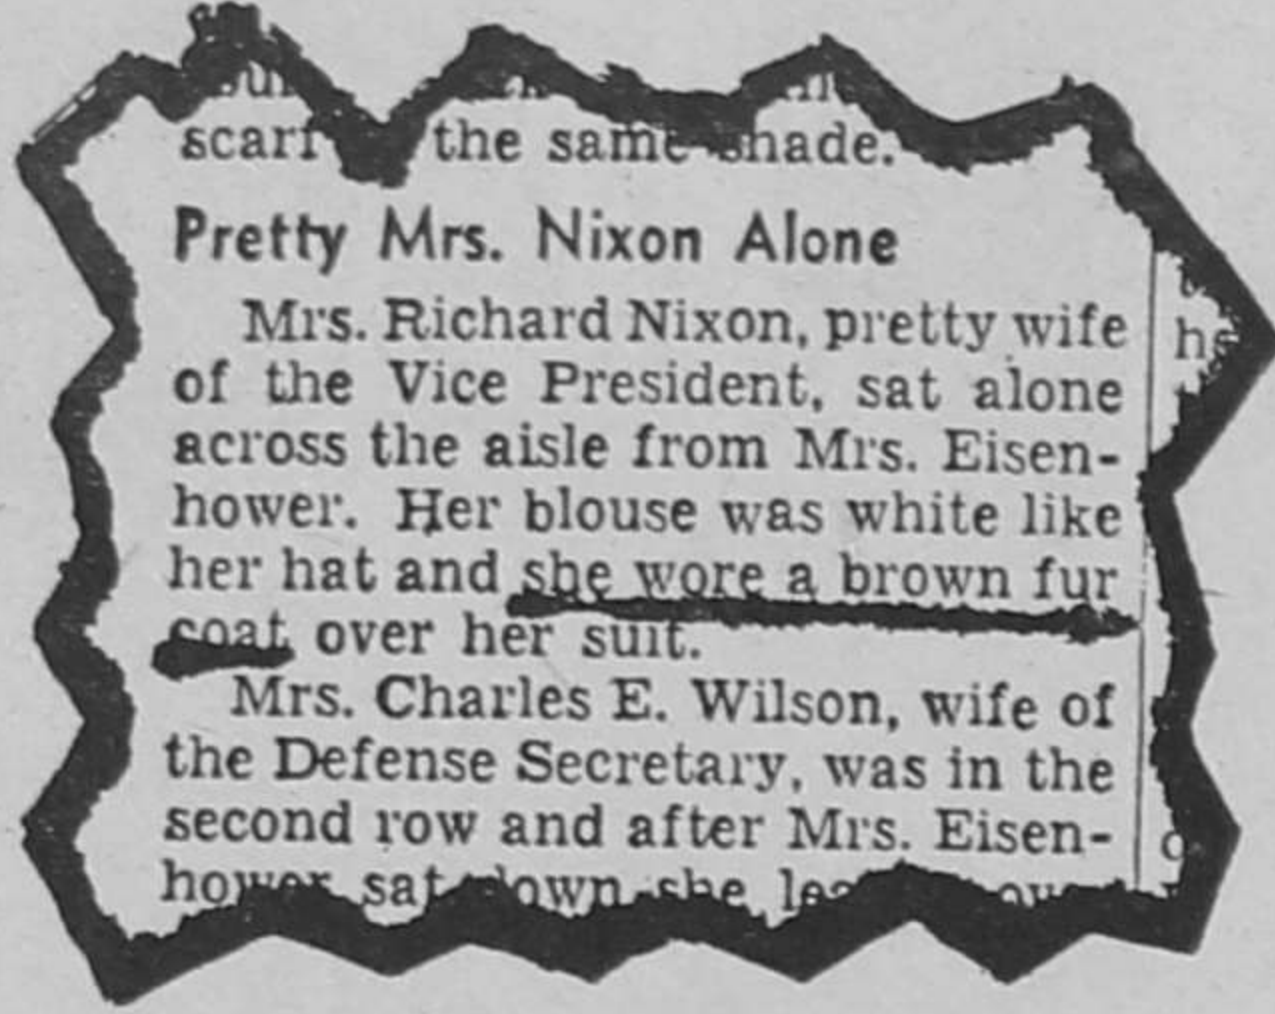 scarf the same shade.
Pretty Mrs. Nixon Alone
Mrs. Richard Nixon, pretty wife
of the Vice President, sat alone
across the aisle from Mrs. Eisen-
hower. Her blouse was white like
her hat and she wore a brown fur
coat over her suit.
Mrs. Charles E. Wilson, wife of
the Defense Secretary, was in the
second row and after Mrs. Eisen-
hower sat down she